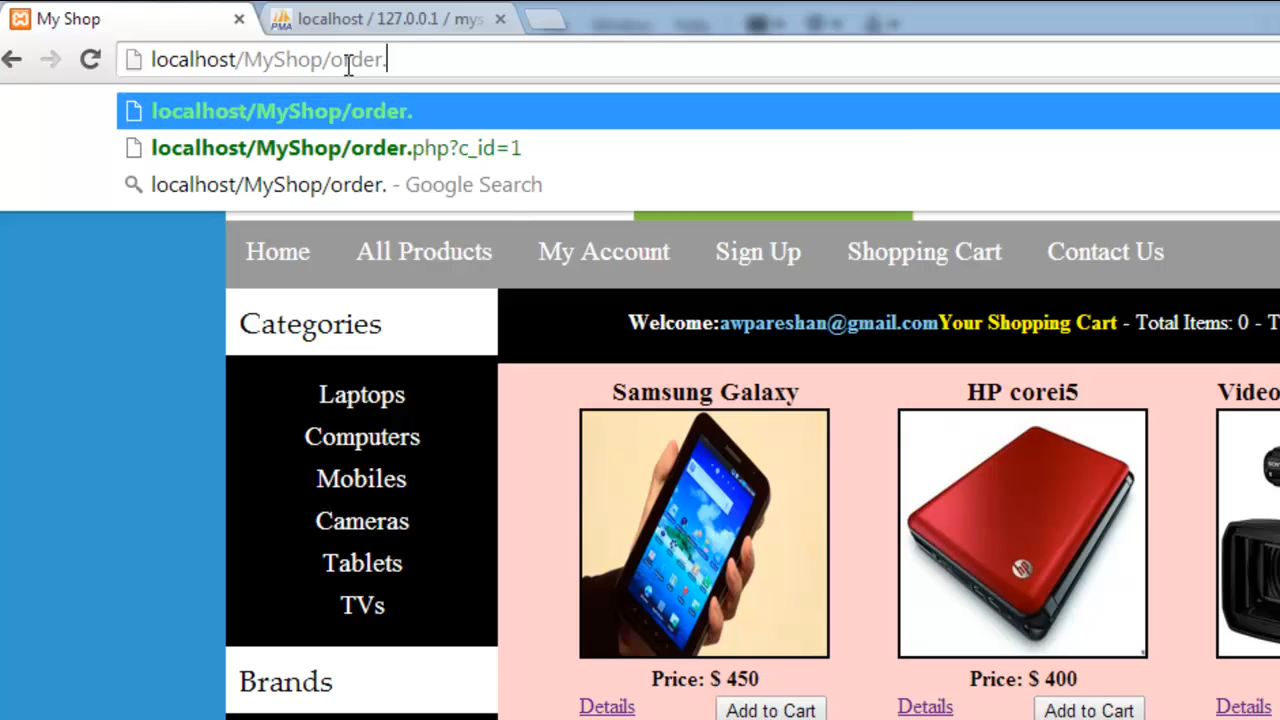 My Shop
PMA localhost / 127.0.0.1 / mys
localhost/MyShop/order.
localhost/MyShop/order.
localhost/MyShop/order.php?c_id=1
localhost/MyShop/order. - Google Search
Home All Products My Account Sign Up Shopping Cart Contact Us
Categories
Welcome:awpareshan@gmail.comYour Shopping Cart - Total Items: 0 - T
Laptops
Computers
Mobiles
Cameras
Tablets
TVs
Brands
Samsung Galaxy
Price: $ 450
Details Add to Cart
HP corei5
hp
Price: $ 400
Details Add to Cart
Video
Details